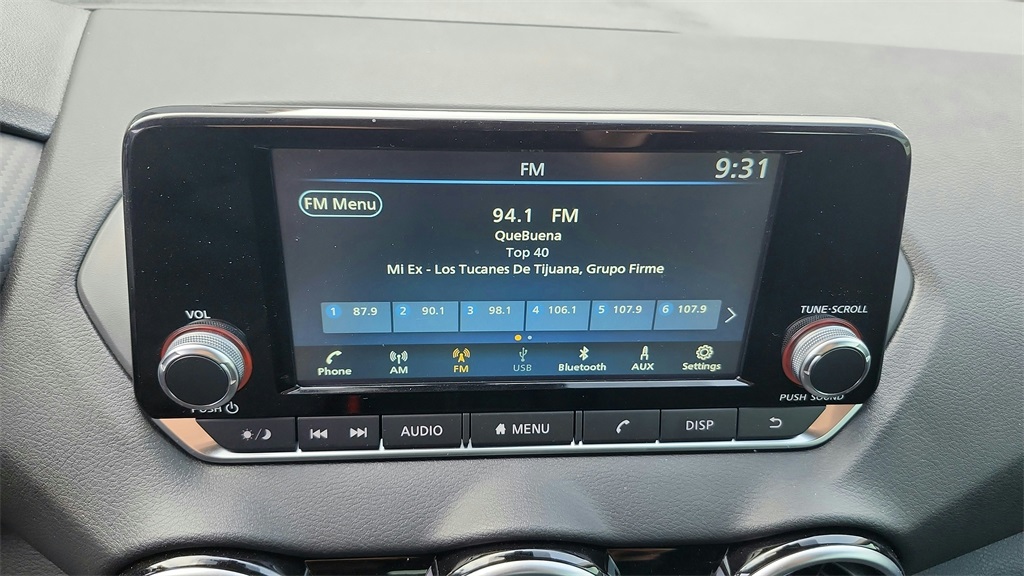 FM
9:31
FM Menu
94.1 FM
QueBuena
Top 40
Mi Ex - Los Tucanes De Tijuana, Grupo Firme
1 87.9 2 90.1 3 98.1 4 106.1 5 107.9 6 107.9
Phone AM FM USB Bluetooth AUX Settings
VOL
PUSH
TUNE·SCROLL
PUSH SOUND
AUDIO MENU DISP